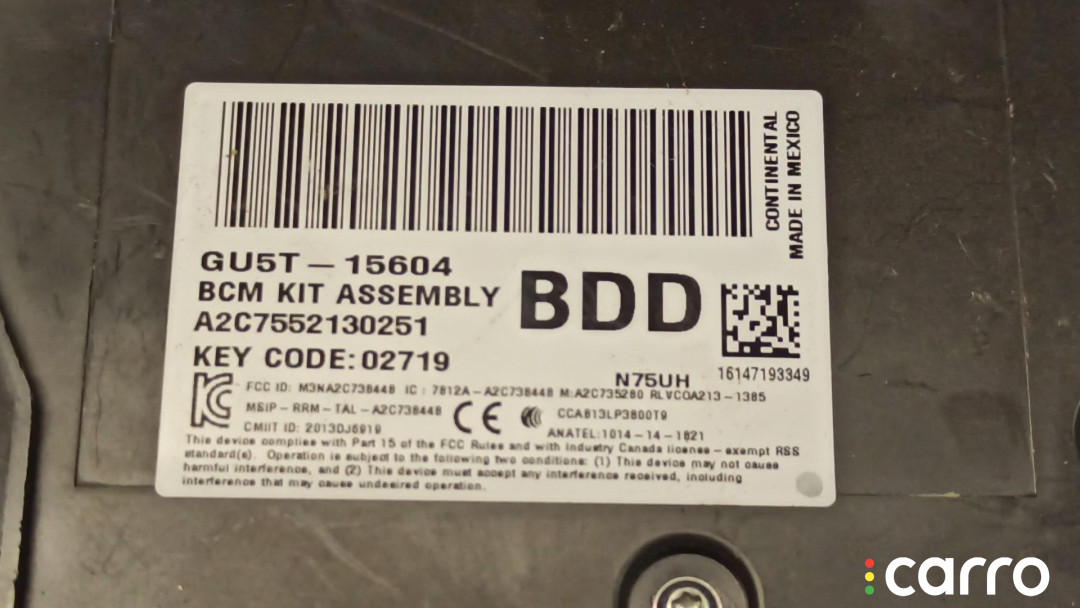 CONTINENTAL
MADE IN MEXICO
GU5T – 15604
BCM KIT ASSEMBLY
A2C7552130251
KEY CODE: 02719
BDD
16147193349
N75UH
FCC ID: M3NA2C738448 IC : 7812A – A2C738448 M: A2C735280 RLVCOA213 – 1385
MSIP – RRM – TAL – A2C738448
CE
CCAB13LP3800T9
CMIIT ID: 2013DJ6919
ANATEL:1014 – 14 – 1821
This device complies with Part 15 of the FCC Rules and with Industry Canada license – exempt RSS
standard(s). Operation is subject to the following two conditions: (1) This device may not cause
harmful interference, and (2) This device must accept any interference received, including
interference that may cause undesired operation.
carro